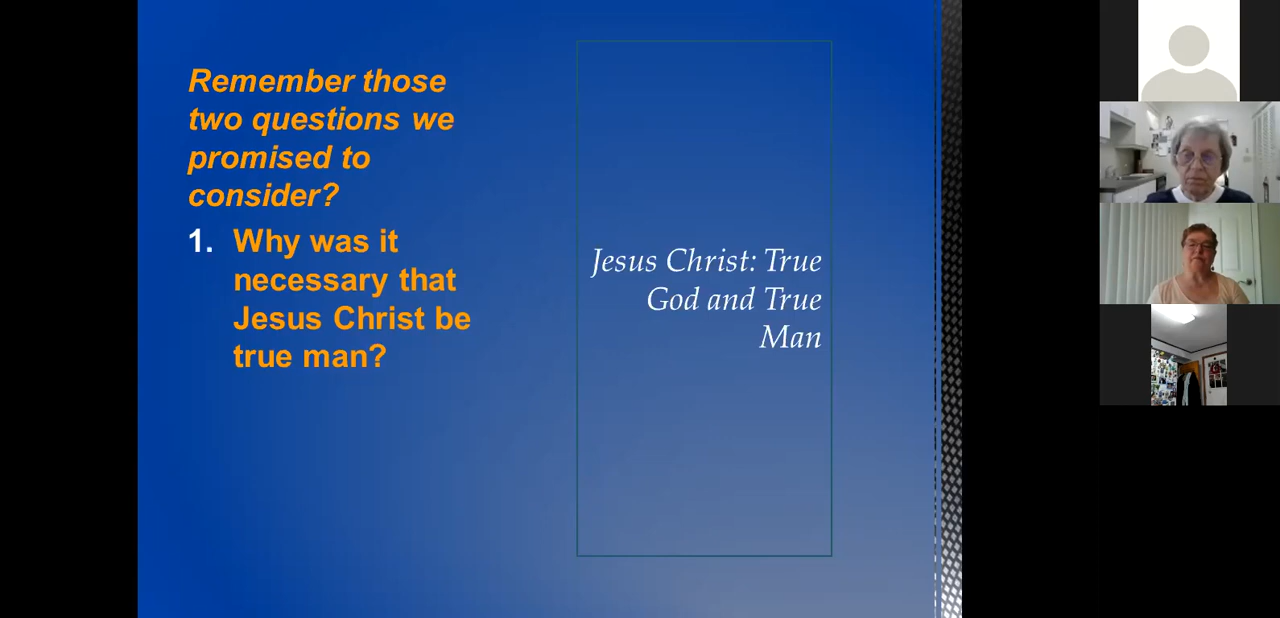 Remember those
two questions we
promised to
consider?
1. Why was it
necessary that
Jesus Christ be
true man?
Jesus Christ: True
God and True
Man